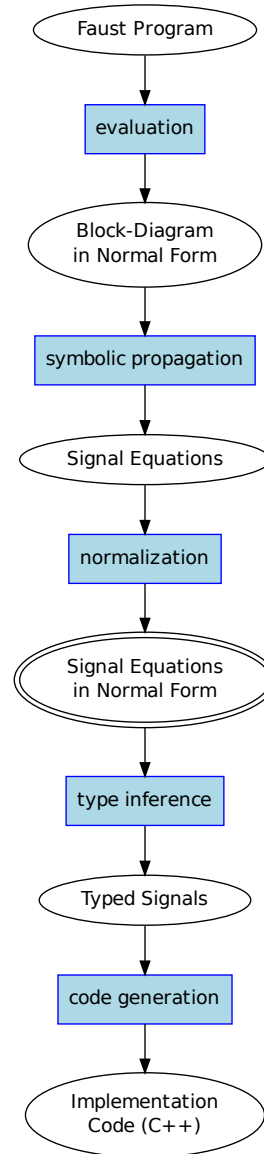 Faust Program
evaluation
Block-Diagram
in Normal Form
symbolic propagation
Signal Equations
normalization
Signal Equations
in Normal Form
type inference
Typed Signals
code generation
Implementation
Code (C++)